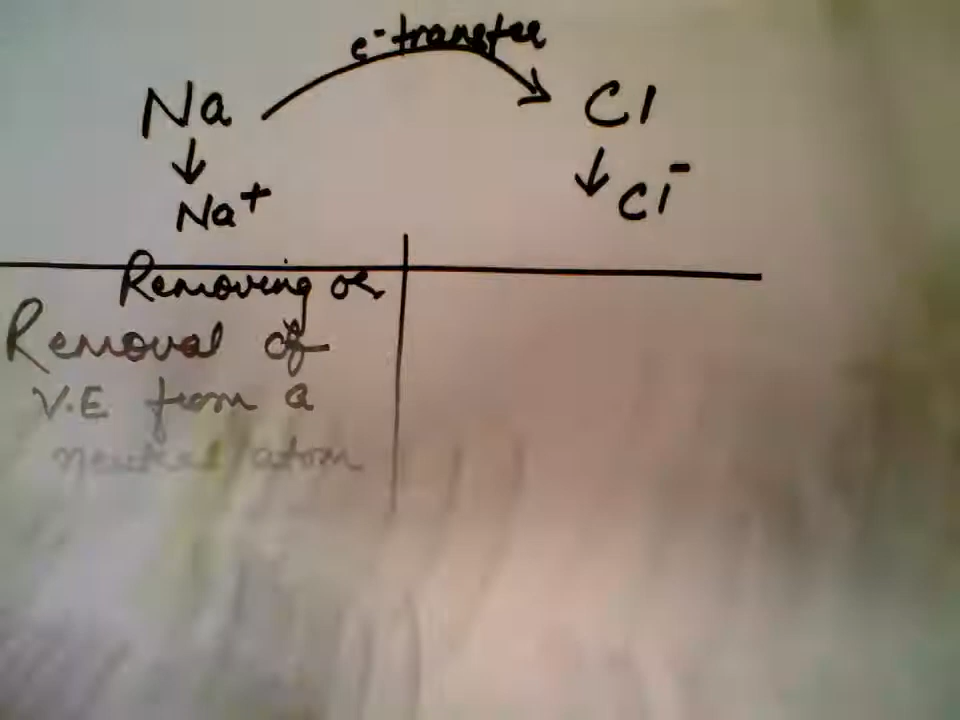 e- transfer
Na Cl
↓ ↓
Na+ Cl-
Removing or
Removal of
V.E from a
neutral atom